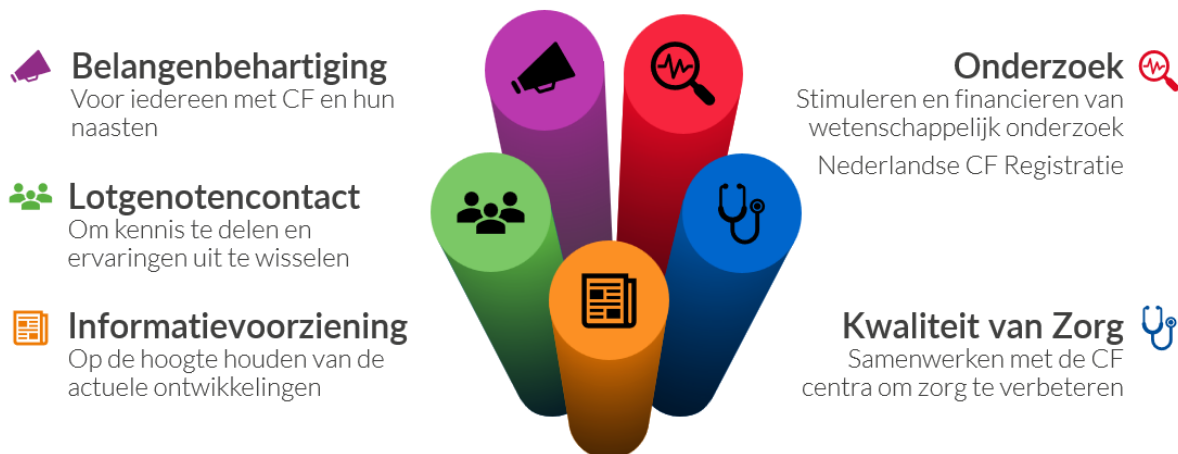 Belangenbehartiging
Voor iedereen met CF en hun
naasten
Lotgenotencontact
Om kennis te delen en
ervaringen uit te wisselen
Informatievoorziening
Op de hoogte houden van de
actuele ontwikkelingen
Onderzoek
Stimuleren en financieren van
wetenschappelijk onderzoek
Nederlandse CF Registratie
Kwaliteit van Zorg
Samenwerken met de CF
centra om zorg te verbeteren